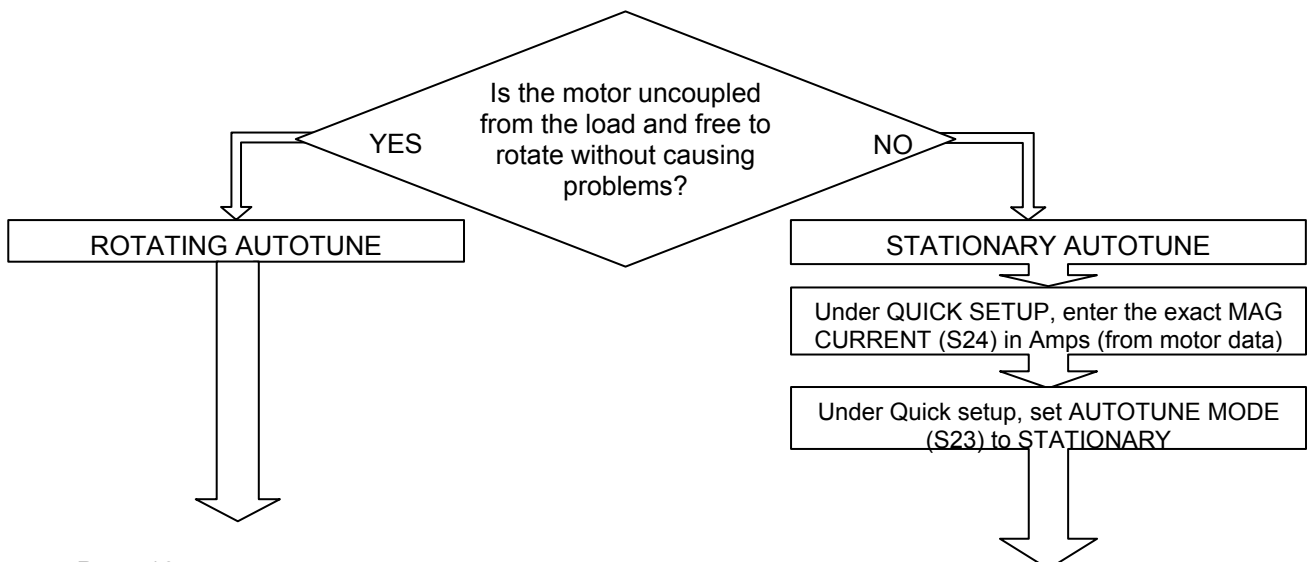 Is the motor uncoupled
from the load and free to
rotate without causing
problems?
YES
NO
ROTATING AUTOTUNE
STATIONARY AUTOTUNE
Under QUICK SETUP, enter the exact MAG
CURRENT (S24) in Amps (from motor data)
Under Quick setup, set AUTOTUNE MODE
(S23) to STATIONARY